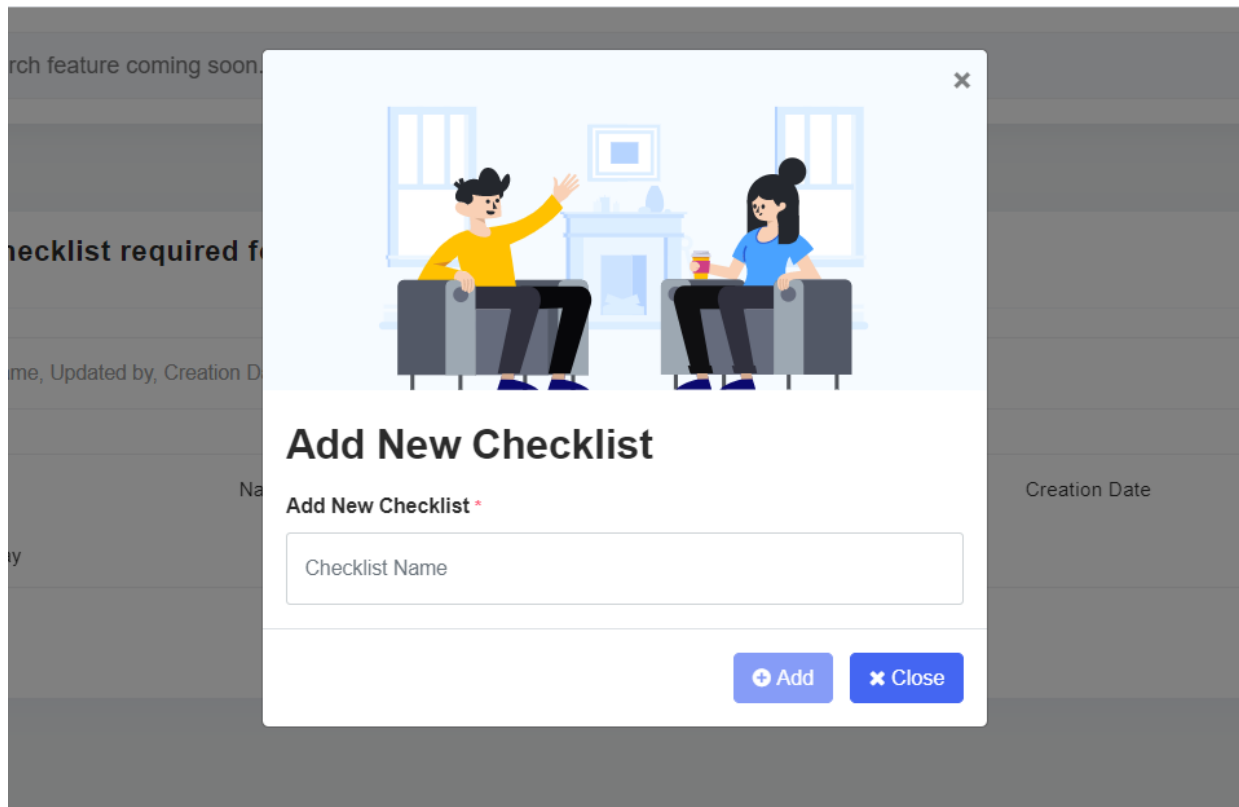 rch feature coming soon.
hecklist required f
me, Updated by, Creation D
Na
Creation Date
ay
Add New Checklist
Add New Checklist *
Checklist Name
Add
Close